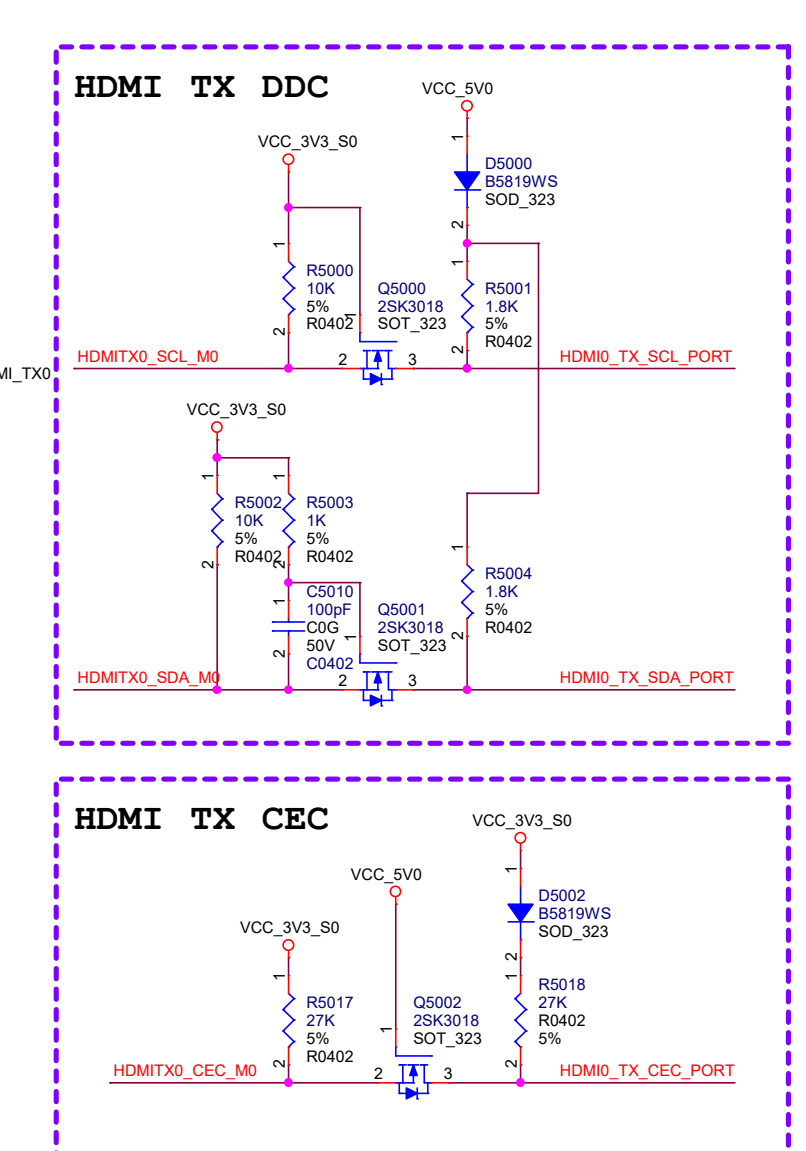 HDMI TX DDC
VCC_5V0
1
D5000
B5819WS
SOD_323
2
VCC_3V3_S0
1
R5000
10K
5%
R0402
2
Q5000
2SK3018
SOT_323
1
2
3
1
R5001
1.8K
5%
R0402
2
HDMITX0_SCL_M0
HDMI0_TX_SCL_PORT
MI_TX0
VCC_3V3_S0
1
R5002
10K
5%
R0402
2
1
R5003
1K
5%
R0402
2
1
C5010
100pF
C0G
50V
C0402
2
Q5001
2SK3018
SOT_323
1
2
3
1
R5004
1.8K
5%
R0402
2
HDMITX0_SDA_M0
HDMI0_TX_SDA_PORT
HDMI TX CEC
VCC_3V3_S0
1
D5002
B5819WS
SOD_323
2
VCC_5V0
VCC_3V3_S0
1
R5017
27K
5%
R0402
2
Q5002
2SK3018
SOT_323
1
2
3
1
R5018
27K
R0402
5%
2
HDMITX0_CEC_M0
HDMI0_TX_CEC_PORT